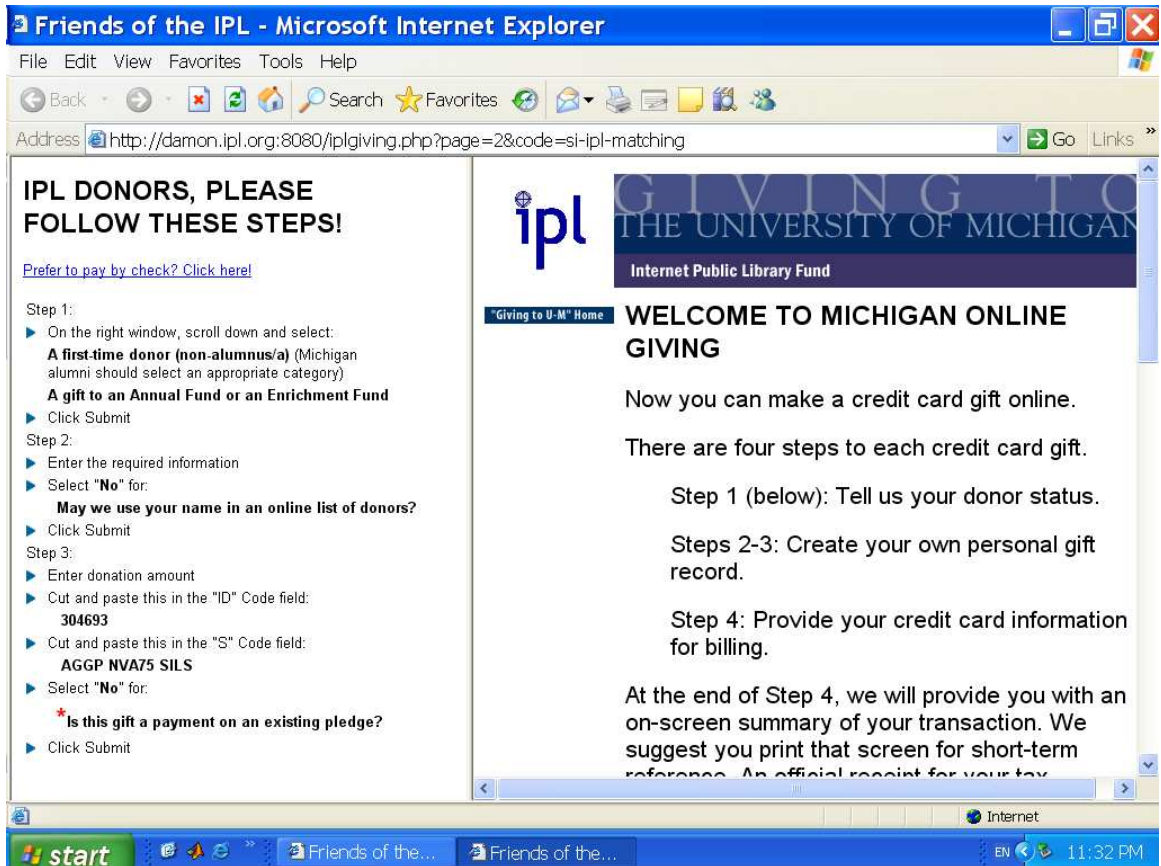 Friends of the IPL - Microsoft Internet Explorer
File Edit View Favorites Tools Help
Back Search Favorites
Address http://damon.ipl.org:8080/iplgiving.php?page=2&code=si-ipl-matching Go Links »
IPL DONORS, PLEASE
FOLLOW THESE STEPS!
Prefer to pay by check? Click here!
Step 1:
On the right window, scroll down and select:
A first-time donor (non-alumnus/a) (Michigan
alumni should select an appropriate category)
A gift to an Annual Fund or an Enrichment Fund
Click Submit
Step 2:
Enter the required information
Select "No" for:
May we use your name in an online list of donors?
Click Submit
Step 3:
Enter donation amount
Cut and paste this in the "ID" Code field:
304693
Cut and paste this in the "S" Code field:
AGGP NVA75 SILS
Select "No" for:
*Is this gift a payment on an existing pledge?
Click Submit
ipl
GIVING TO
THE UNIVERSITY OF MICHIGAN
Internet Public Library Fund
"Giving to U-M" Home
WELCOME TO MICHIGAN ONLINE
GIVING
Now you can make a credit card gift online.
There are four steps to each credit card gift.
Step 1 (below): Tell us your donor status.
Steps 2-3: Create your own personal gift
record.
Step 4: Provide your credit card information
for billing.
At the end of Step 4, we will provide you with an
on-screen summary of your transaction. We
suggest you print that screen for short-term
reference. An official receipt for your tax
Internet
start » Friends of the... Friends of the... EN 11:32 PM